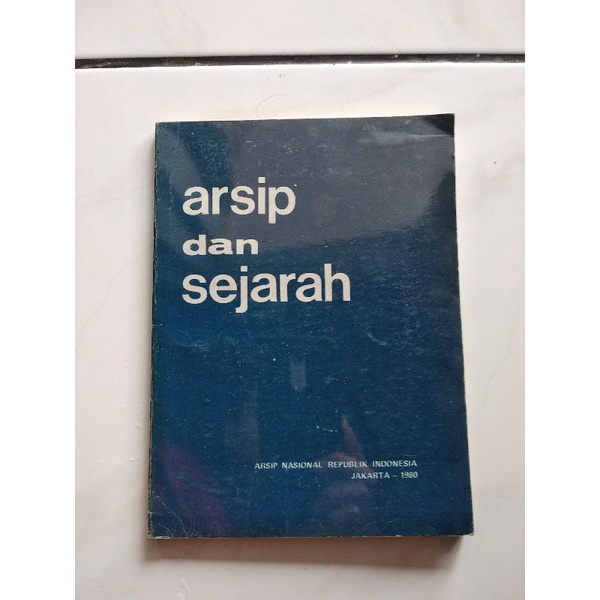 arsip
dan
sejarah
ARSIP NASIONAL REPUBLIK INDONESIA
JAKARTA – 1980